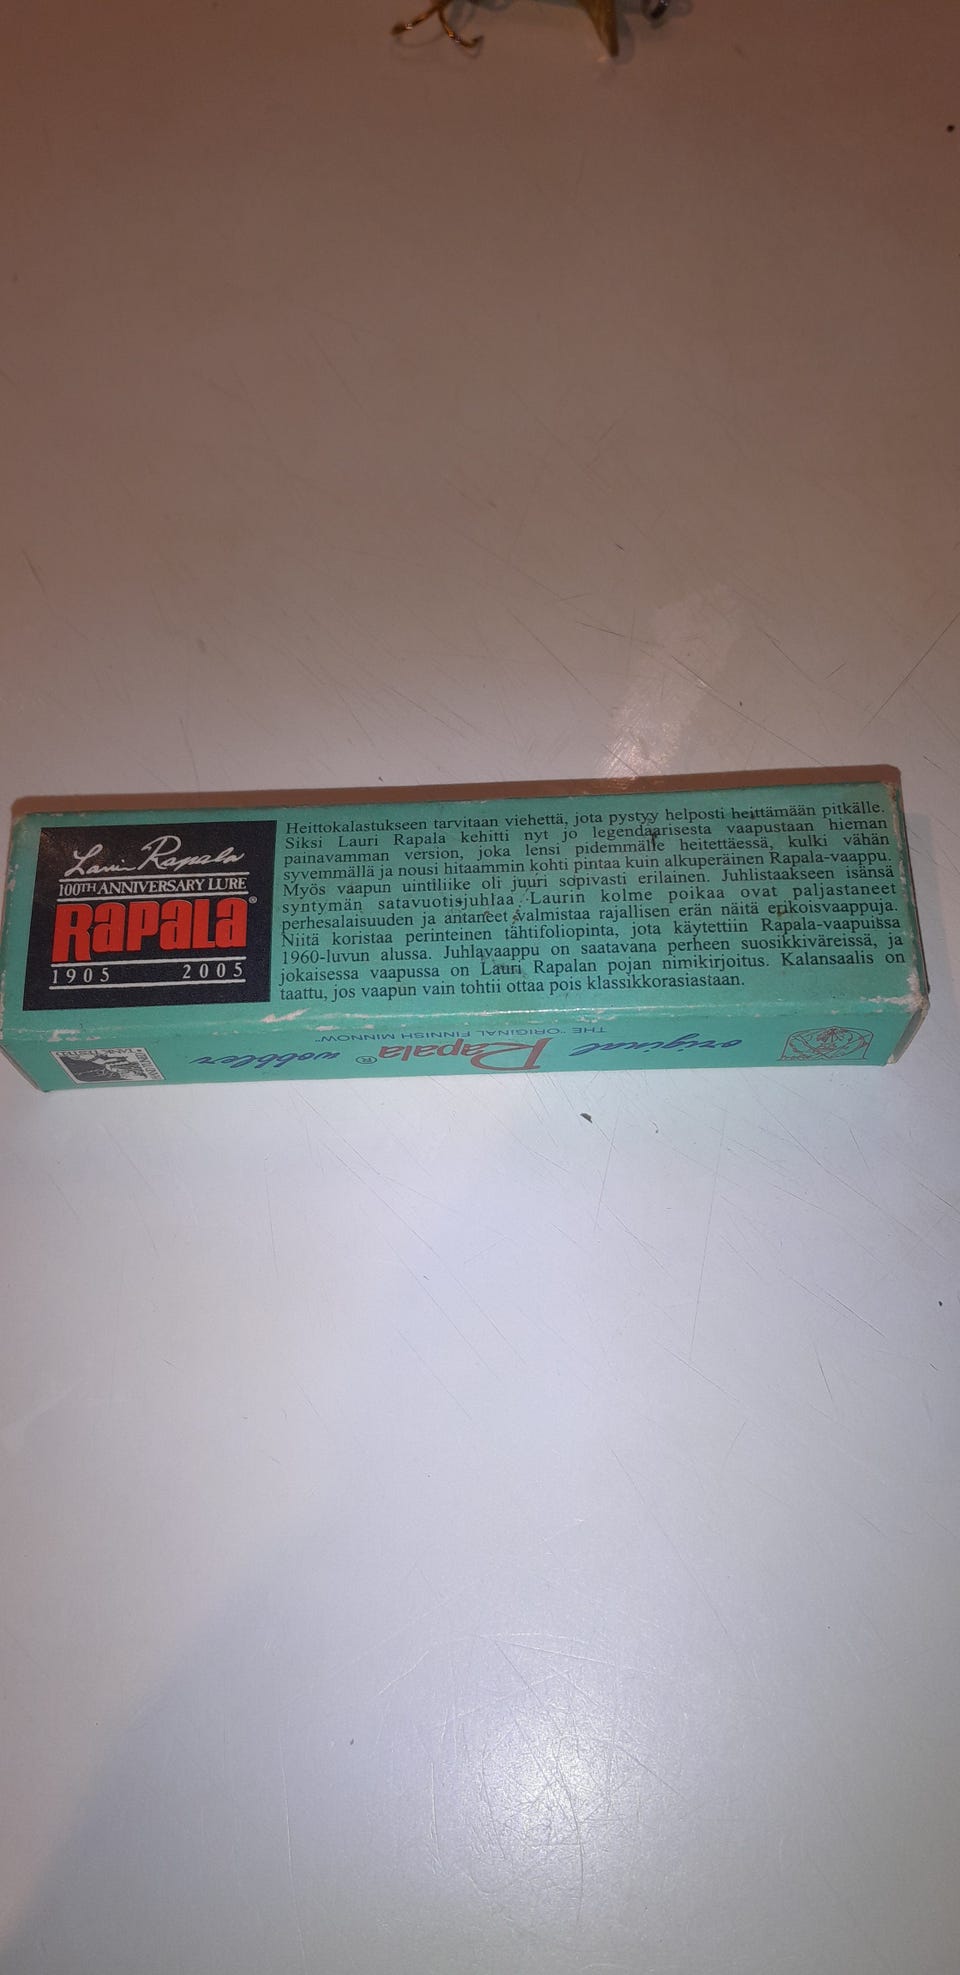 Lauri Rapala
100TH ANNIVERSARY LURE
RAPALA®
1905 2005
Heittokalastukseen tarvitaan viehettä, jota pystyy helposti heittämään pitkälle.
Siksi Lauri Rapala kehitti nyt jo legendaarisesta vaapustaan hieman
painavamman version, joka lensi pidemmälle heitettäessä, kulki vähän
syvemmällä ja nousi hitaammin kohti pintaa kuin alkuperäinen Rapala-vaappu.
Myös vaapun uintiliike oli juuri sopivasti erilainen. Juhlistaakseen isänsä
syntymän satavuotisjuhlaa Laurin kolme poikaa ovat paljastaneet
perhesalaisuuden ja antaneet valmistaa rajallisen erän näitä erikoisvaappuja.
Niitä koristaa perinteinen tähtifoliopinta, jota käytettiin Rapala-vaapuissa
1960-luvun alussa. Juhlavaappu on saatavana perheen suosikkiväreissä, ja
jokaisessa vaapussa on Lauri Rapalan pojan nimikirjoitus. Kalansaalis on
taattu, jos vaapun vain tohtii ottaa pois klassikkorasiastaan.
original Rapala® wobbler
THE "ORIGINAL FINNISH MINNOW"